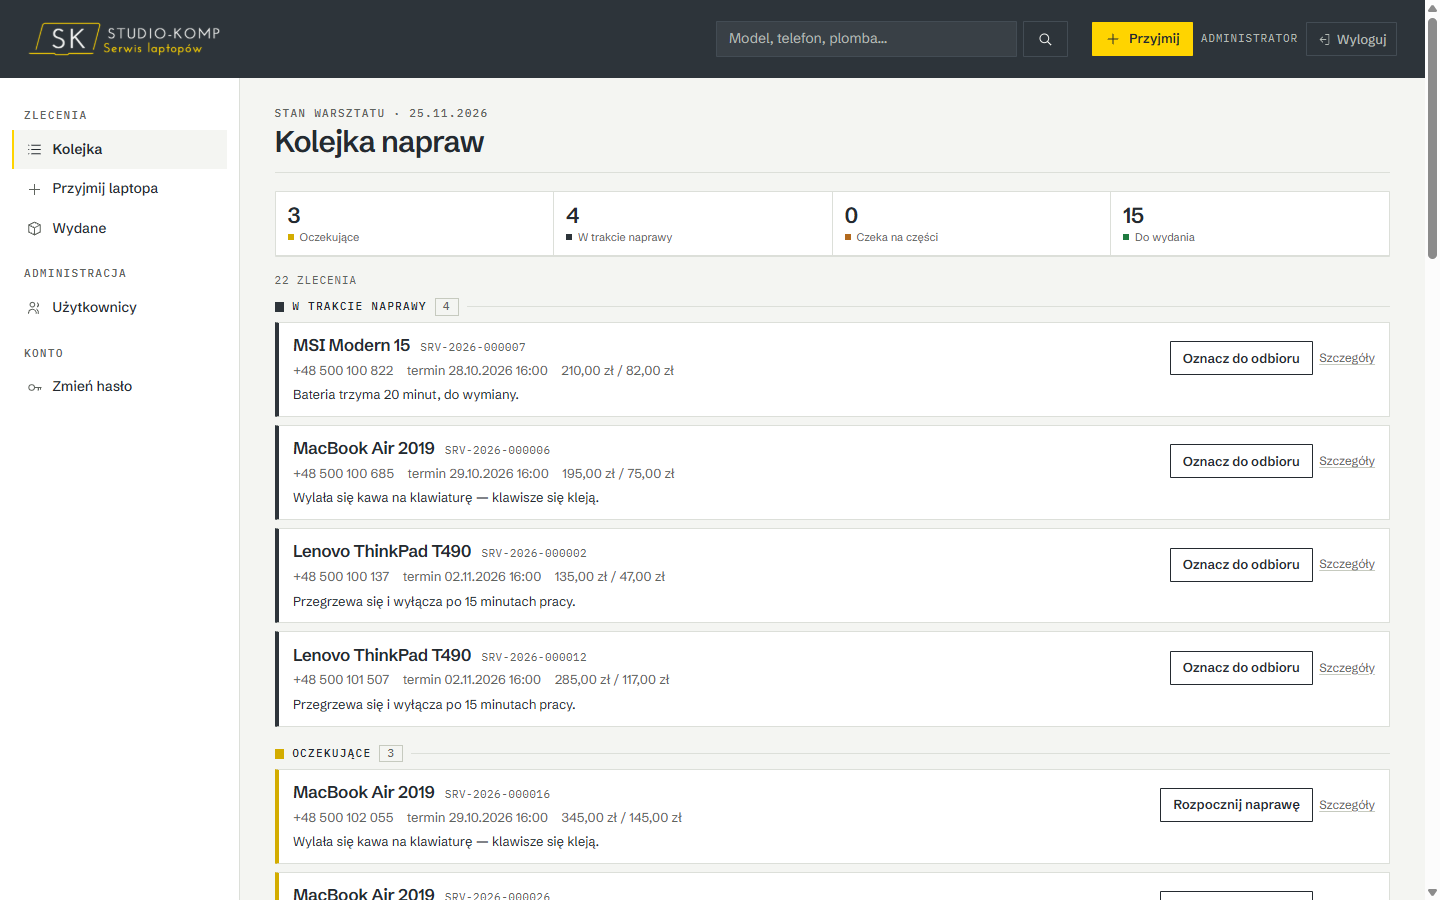 SK STUDIO-KOMP
Serwis laptopów
Model, telefon, plomba...
Przyjmij
ADMINISTRATOR
Wyloguj
ZLECENIA
Kolejka
Przyjmij laptopa
Wydane
ADMINISTRACJA
Użytkownicy
KONTO
Zmień hasło
STAN WARSZTATU · 25.11.2026
Kolejka napraw
3
Oczekujące
4
W trakcie naprawy
0
Czeka na części
15
Do wydania
22 ZLECENIA
W TRAKCIE NAPRAWY 4
MSI Modern 15 SRV-2026-000007
+48 500 100 822 termin 28.10.2026 16:00 210,00 zł / 82,00 zł
Bateria trzyma 20 minut, do wymiany.
Oznacz do odbioru Szczegóły
MacBook Air 2019 SRV-2026-000006
+48 500 100 685 termin 29.10.2026 16:00 195,00 zł / 75,00 zł
Wylała się kawa na klawiaturę — klawisze się kleją.
Oznacz do odbioru Szczegóły
Lenovo ThinkPad T490 SRV-2026-000002
+48 500 100 137 termin 02.11.2026 16:00 135,00 zł / 47,00 zł
Przegrzewa się i wyłącza po 15 minutach pracy.
Oznacz do odbioru Szczegóły
Lenovo ThinkPad T490 SRV-2026-000012
+48 500 101 507 termin 02.11.2026 16:00 285,00 zł / 117,00 zł
Przegrzewa się i wyłącza po 15 minutach pracy.
Oznacz do odbioru Szczegóły
OCZEKUJĄCE 3
MacBook Air 2019 SRV-2026-000016
+48 500 102 055 termin 29.10.2026 16:00 345,00 zł / 145,00 zł
Wylała się kawa na klawiaturę — klawisze się kleją.
Rozpocznij naprawę Szczegóły
MacBook Air 2019 SRV-2026-000026